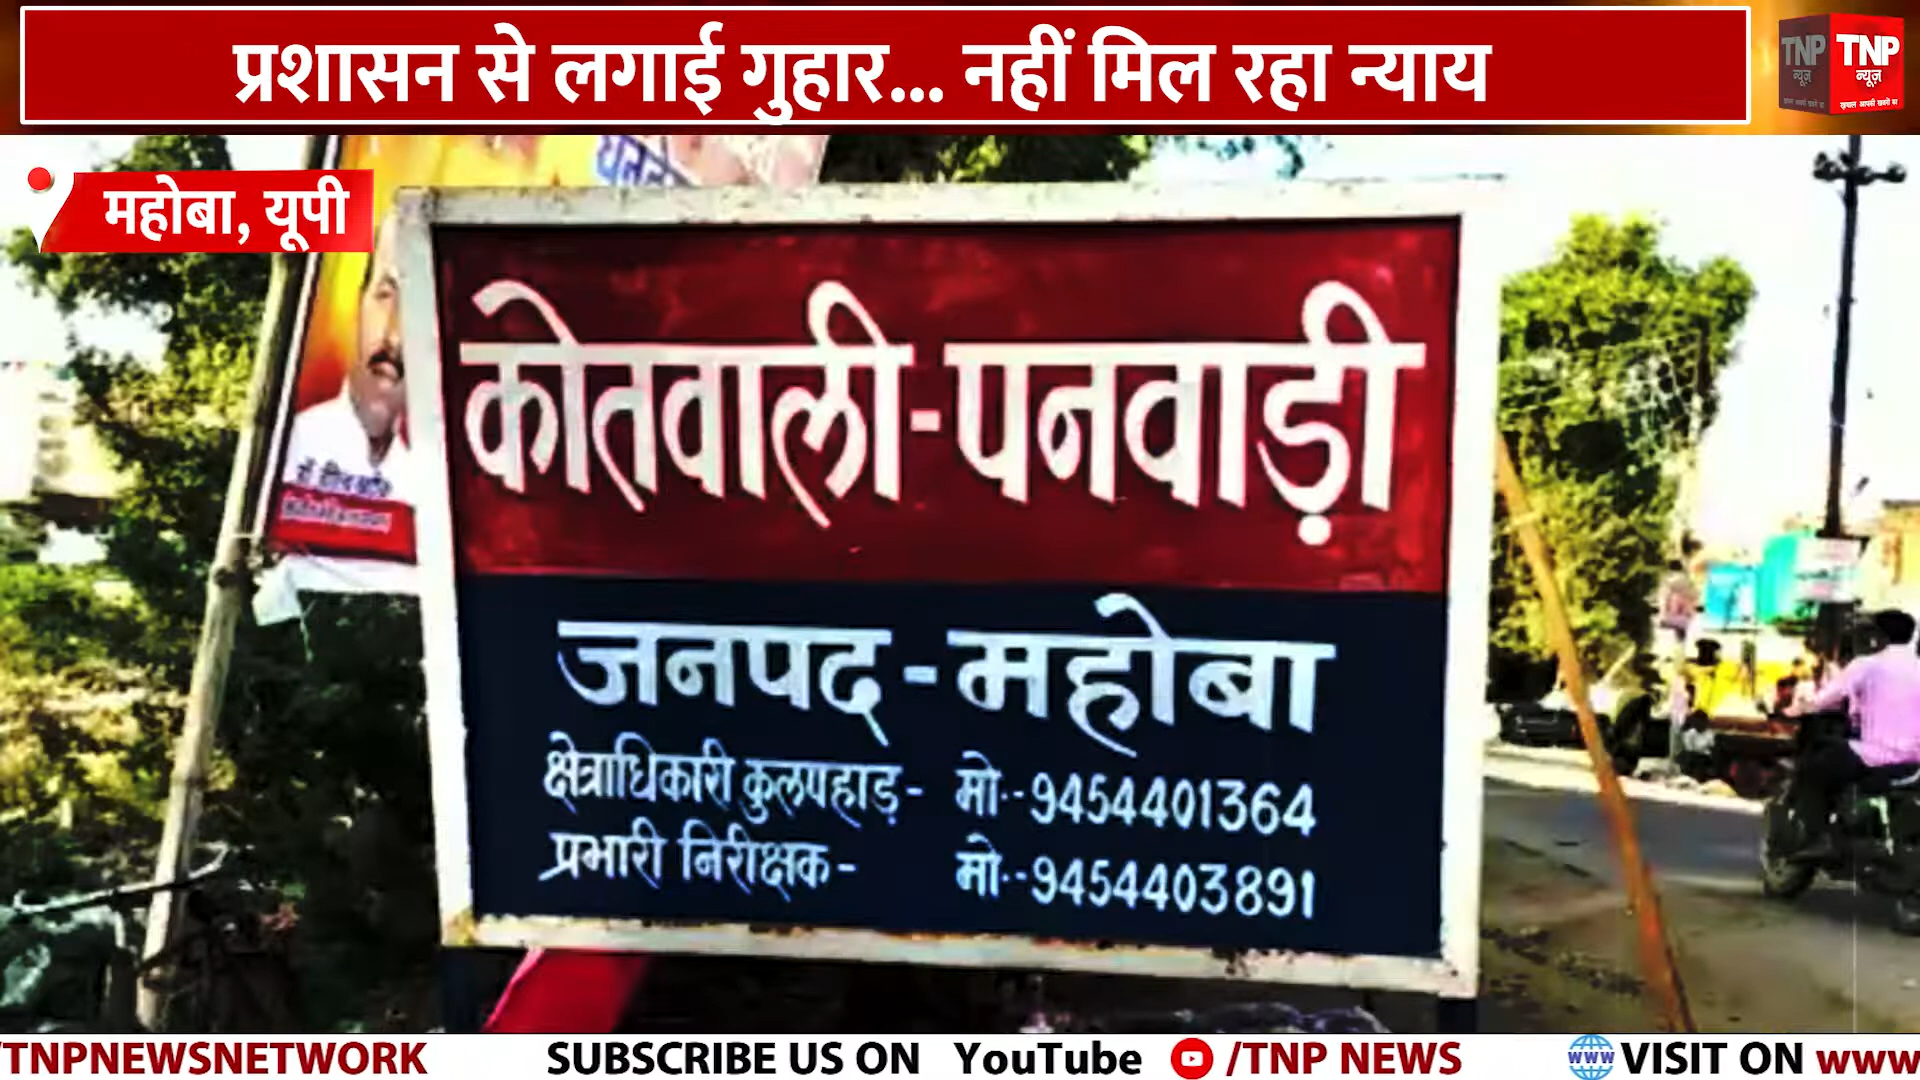 प्रशासन से लगाई गुहार... नहीं मिल रहा न्याय
TNP
न्यूज़
TNP
न्यूज़
महोबा, यूपी
कोतवाली-पनवाड़ी
जनपद-महोबा
क्षेत्राधिकारी कुलपहाड़- मो--9454401364
प्रभारी निरीक्षक- मो--9454403891
/TNPNEWSNETWORK SUBSCRIBE US ON YouTube /TNP NEWS VISIT ON www